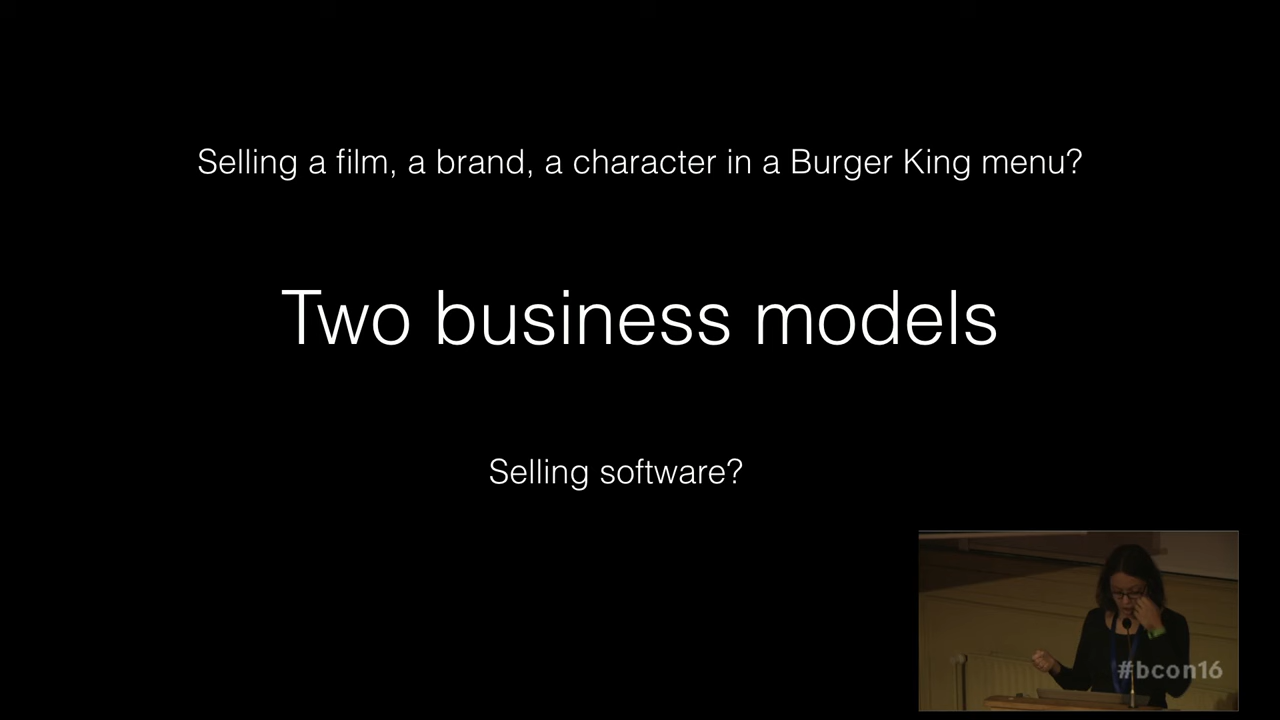 Selling a film, a brand, a character in a Burger King menu?
Two business models
Selling software?
#bcon16